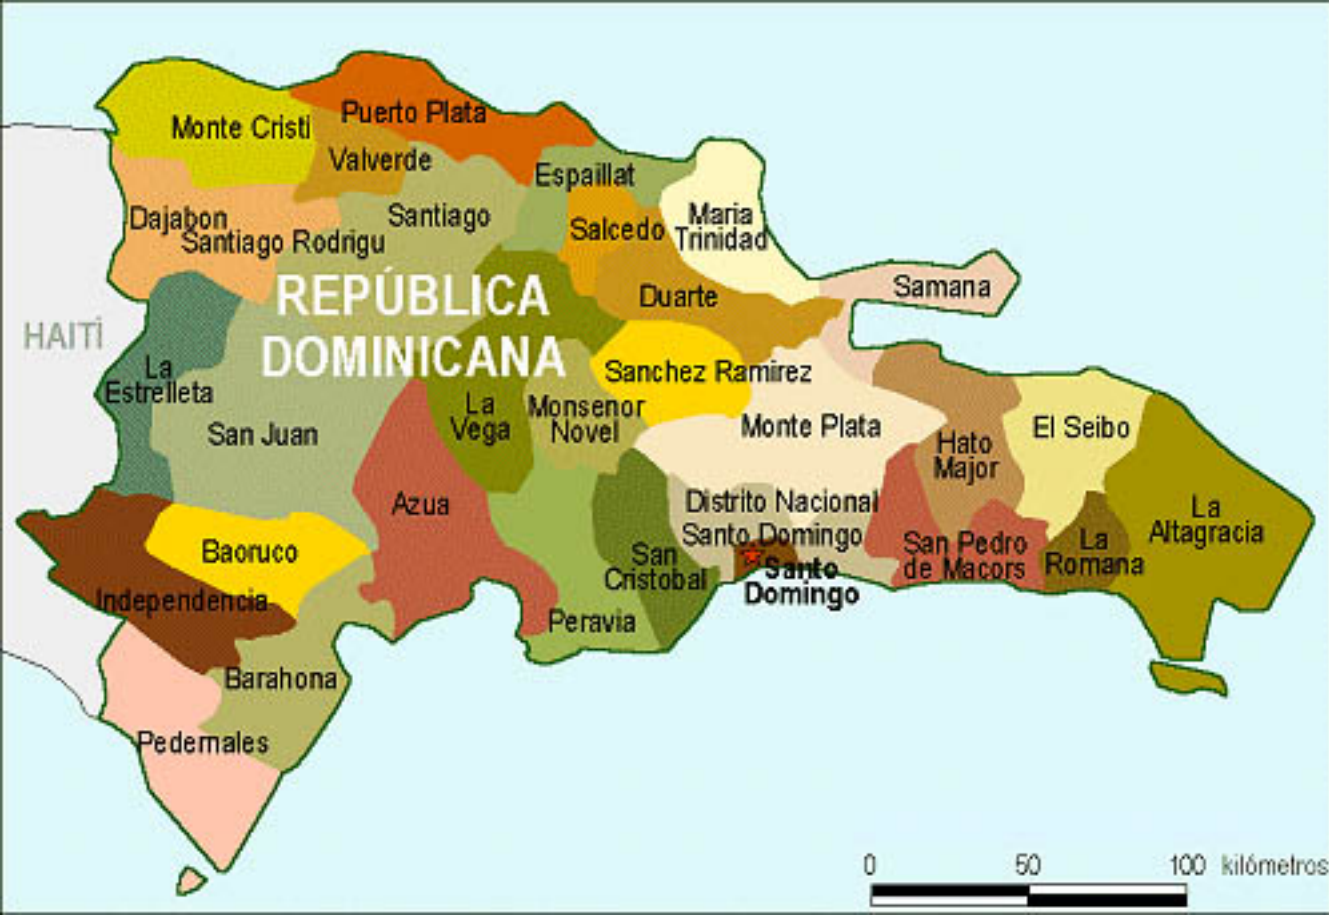 Puerto Plata
Monte Cristi
Valverde
Espaillat
Dajabon
Santiago
Salcedo
Maria
Trinidad
Santiago Rodrigu
Samana
REPÚBLICA
DOMINICANA
Duarte
HAITÍ
La
Estrelleta
Sanchez Ramirez
San Juan
La
Vega
Monsenor
Novel
Monte Plata
Hato
Major
El Seibo
Azua
Distrito Nacional
Santo Domingo
La
Altagracia
Baoruco
San
Cristobal
San Pedro
de Macors
La
Romana
Santo
Domingo
Independencia
Peravia
Barahona
Pedernales
0 50 100 kilómetros